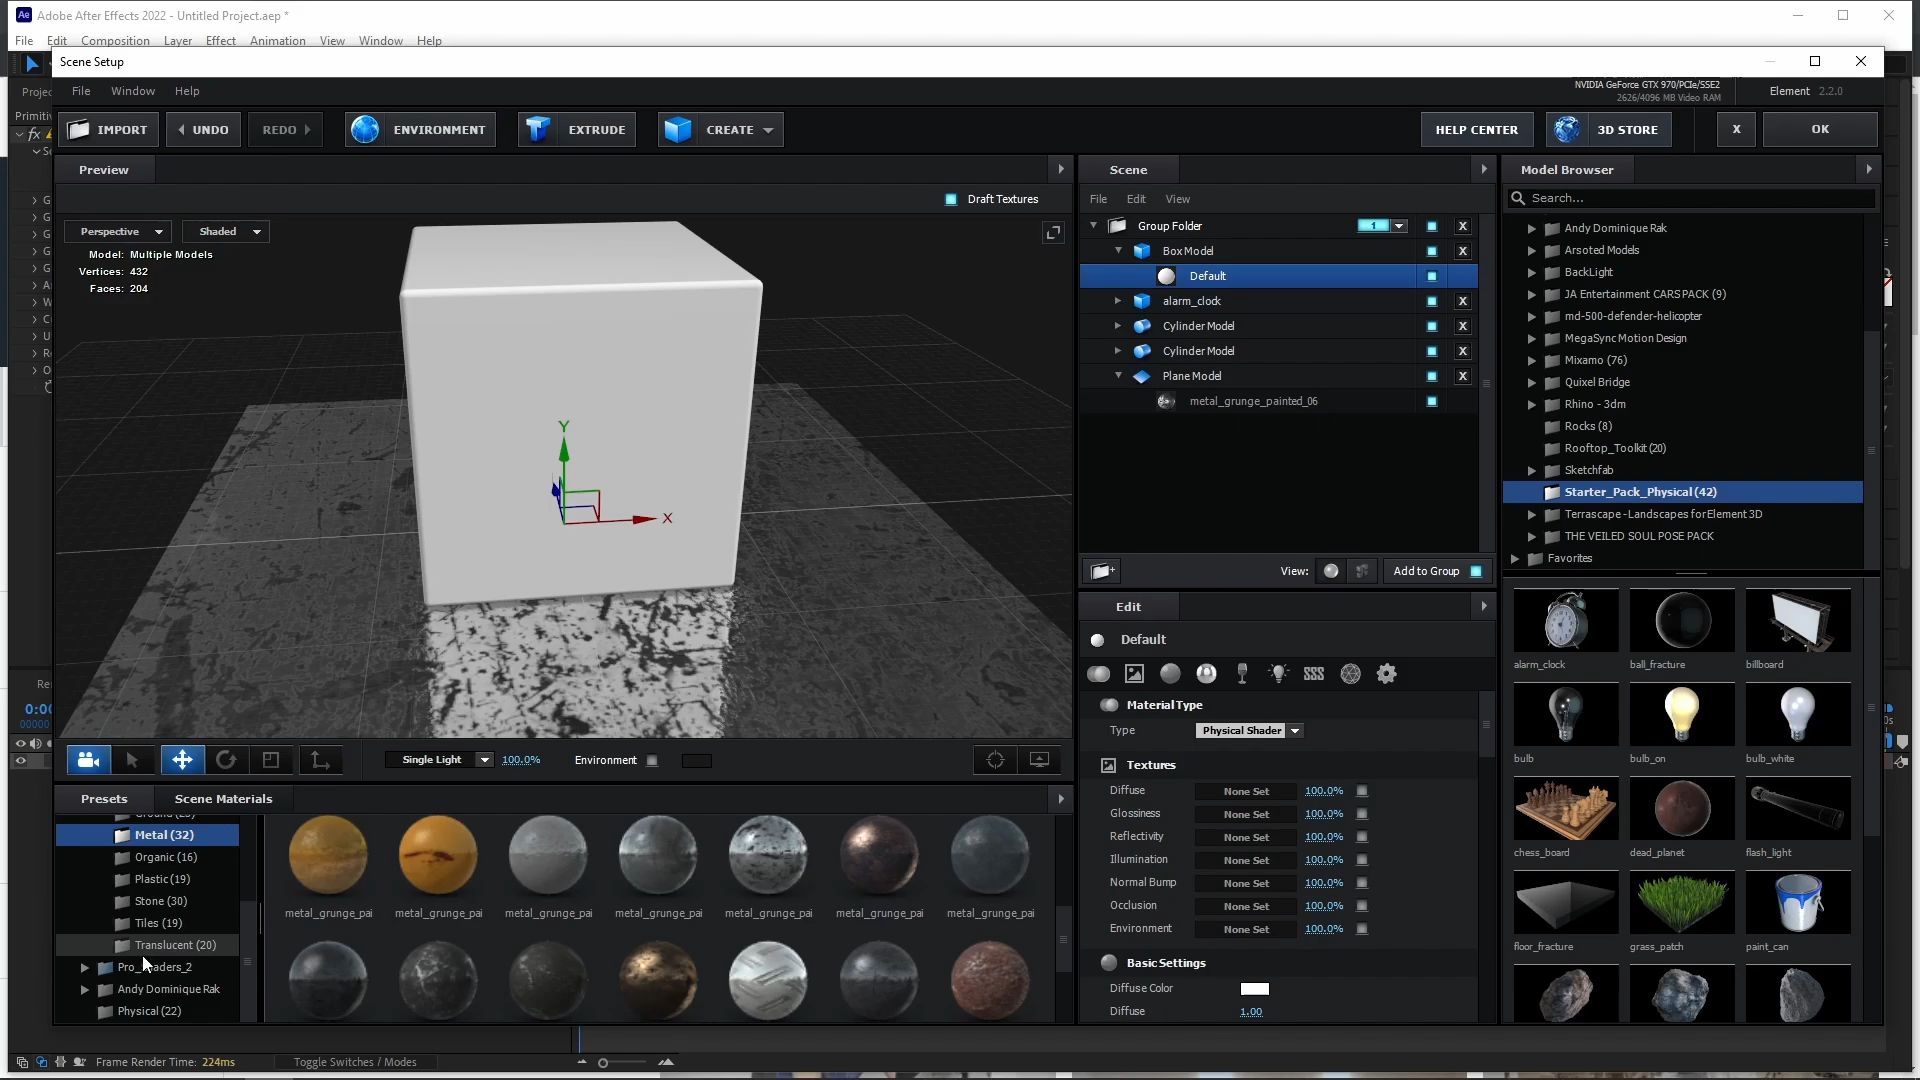 Adobe After Effects 2022 - Untitled Project.aep *
File Edit Composition Layer Effect Animation View Window Help
Scene Setup
File Window Help
NVIDIA GeForce GTX 970/PCIe/SSE2
2626/4096 MB Video RAM
Element 2.2.0
IMPORT UNDO REDO ENVIRONMENT EXTRUDE CREATE HELP CENTER 3D STORE X OK
Preview
Draft Textures
Perspective Shaded
Model: Multiple Models
Vertices: 432
Faces: 204
Y
X
Single Light 100.0% Environment
Scene
File Edit View
Group Folder 1 X
Box Model X
Default
alarm_clock X
Cylinder Model X
Cylinder Model X
Plane Model X
metal_grunge_painted_06
View: Add to Group
Edit
Default
Material Type
Type Physical Shader
Textures
Diffuse None Set 100.0%
Glossiness None Set 100.0%
Reflectivity None Set 100.0%
Illumination None Set 100.0%
Normal Bump None Set 100.0%
Occlusion None Set 100.0%
Environment None Set 100.0%
Basic Settings
Diffuse Color
Diffuse 1.00
Model Browser
Search...
Andy Dominique Rak
Arsoted Models
BackLight
JA Entertainment CARS PACK (9)
md-500-defender-helicopter
MegaSync Motion Design
Mixamo (76)
Quixel Bridge
Rhino - 3dm
Rocks (8)
Rooftop_Toolkit (20)
Sketchfab
Starter_Pack_Physical (42)
Terrascape - Landscapes for Element 3D
THE VEILED SOUL POSE PACK
Favorites
alarm_clock ball_fracture billboard
bulb bulb_on bulb_white
chess_board dead_planet flash_light
floor_fracture grass_patch paint_can
Presets Scene Materials
Metal (32)
Organic (16)
Plastic (19)
Stone (30)
Tiles (19)
Translucent (20)
Andy Dominique Rak
Physical (22)
metal_grunge_pai metal_grunge_pai metal_grunge_pai metal_grunge_pai metal_grunge_pai metal_grunge_pai metal_grunge_pai
Frame Render Time: 224ms Toggle Switches / Modes